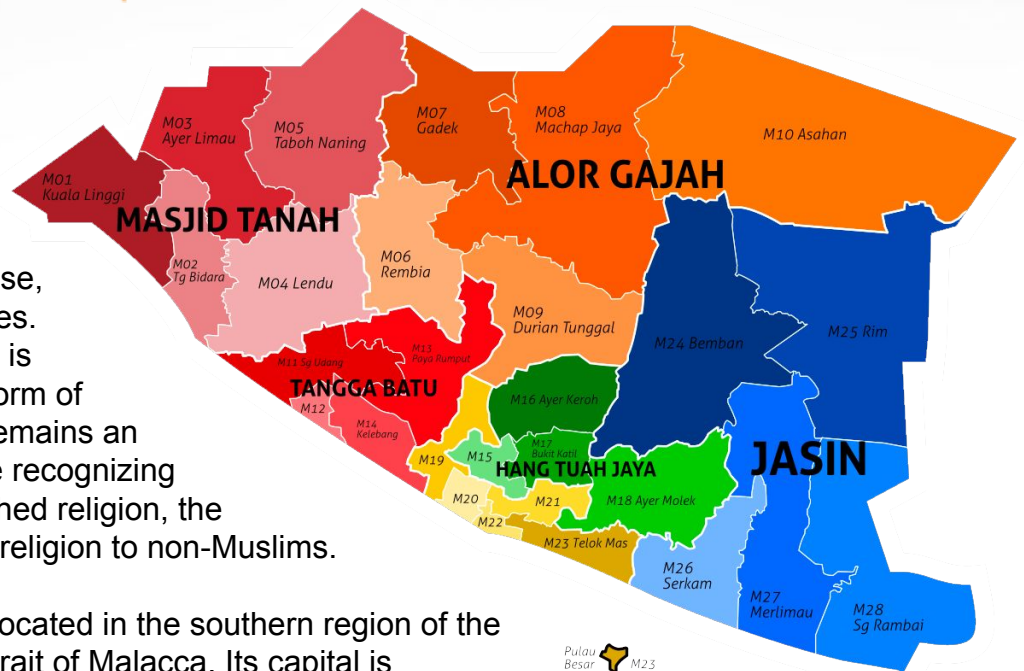 M03
Ayer Limau
M05
Taboh Naning
M07
Gadek
M08
Machap Jaya
M10 Asahan
ALOR GAJAH
M01
Kuala Linggi
MASJID TANAH
M02
Tg Bidara
M04 Lendu
M06
Rembia
M09
Durian Tunggal
M24 Bemban
M25 Rim
M11 Sg Udang
M13
Paya Rumput
TANGGA BATU
M12
M14
Kelebang
M16 Ayer Keroh
M17
Bukit Katil
M15
M19
HANG TUAH JAYA
JASIN
M20
M21
M18 Ayer Molek
M22
M23 Telok Mas
M26
Serkam
M27
Merlimau
M28
Sg Rambai
Pulau
Besar
M23
se,
es.
is
orm of
emains an
e recognizing
ned religion, the
religion to non-Muslims.
ocated in the southern region of the
rait of Malacca. Its capital is